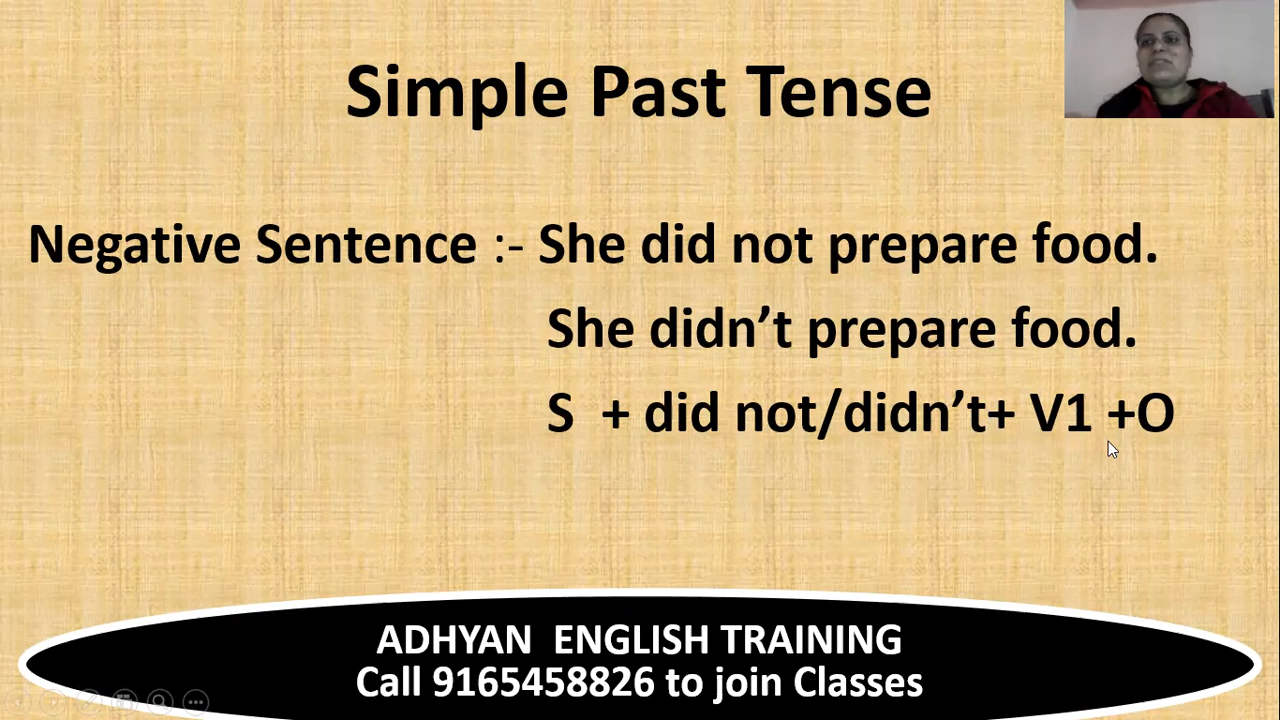 Simple Past Tense
Negative Sentence :- She did not prepare food.
She didn’t prepare food.
S + did not/didn’t+ V1 +O
ADHYAN ENGLISH TRAINING
Call 9165458826 to join Classes